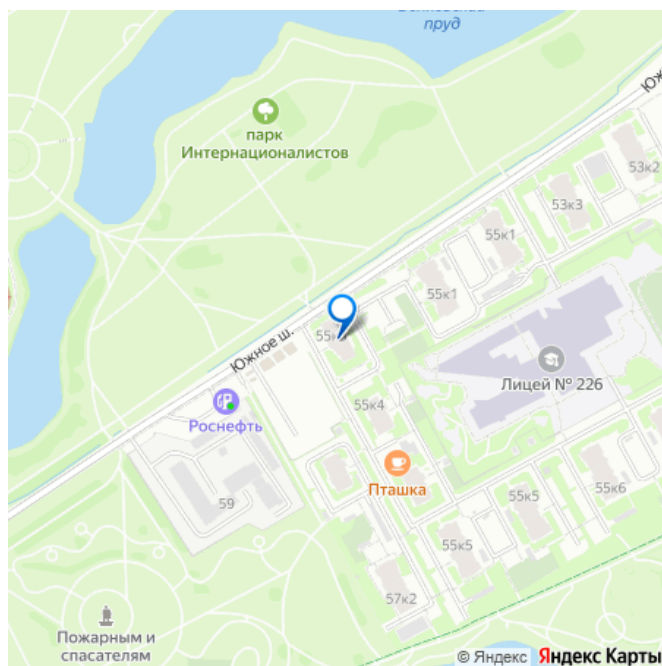 пруд
парк
Интернационалистов
Юж
53к2
53к3
55к1
55к1
Южное ш.
Лицей № 226
Роснефть
55к4
Пташка
59
55к5
55к6
55к5
57к2
Пожарным и
спасателям
© Яндекс Яндекс Карты